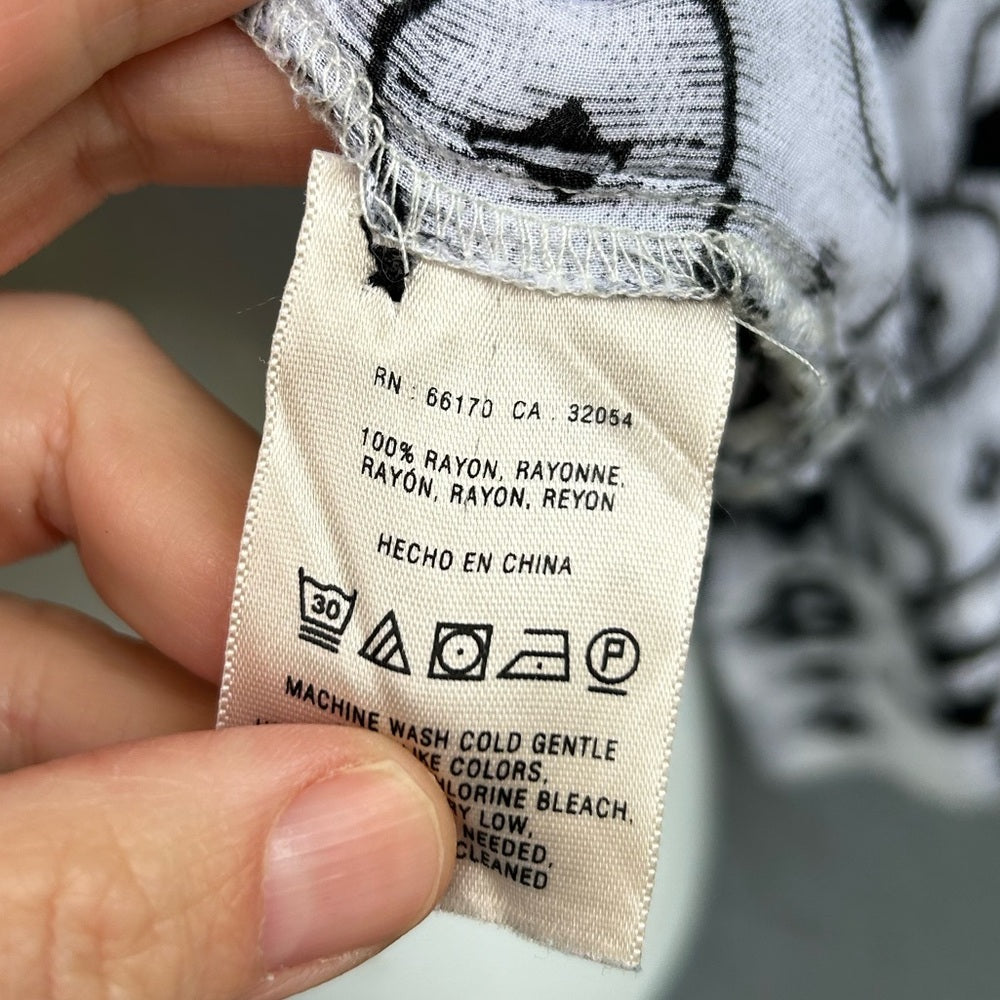 RN : 66170 CA : 32054
100% RAYON, RAYONNE,
RAYÓN, RAYON, REYON
HECHO EN CHINA
30
P
MACHINE WASH COLD GENTLE
COLORS,
BLEACH.
LOW,
NEEDED,
CLEANED